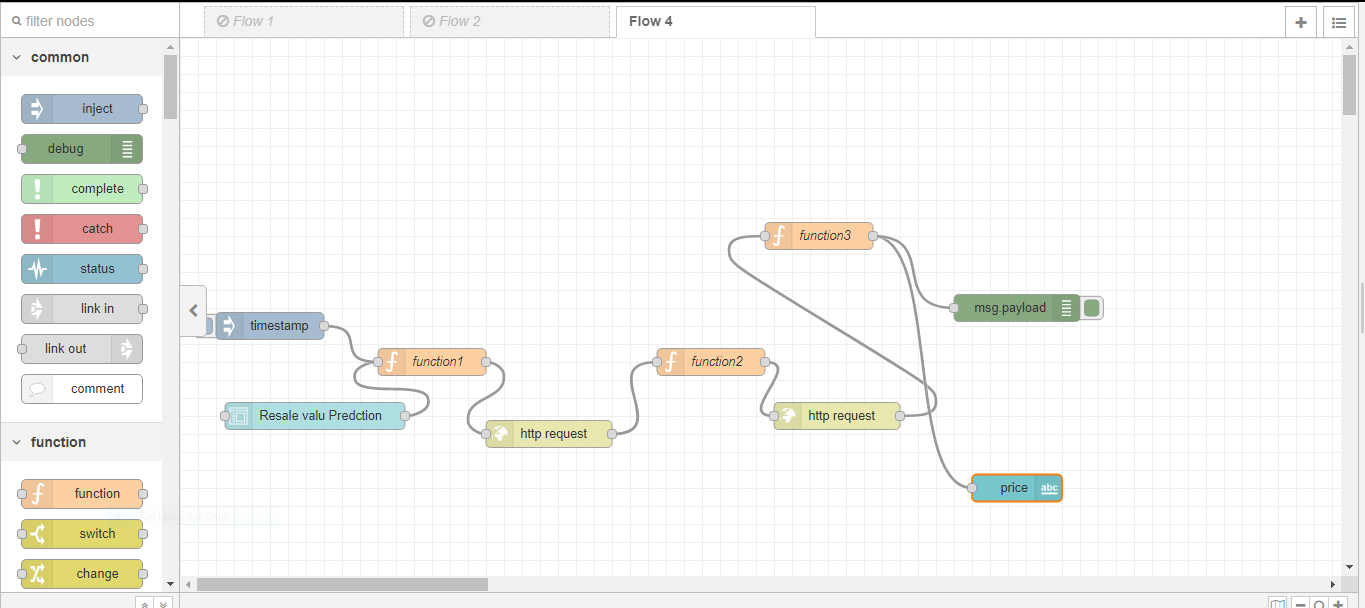 filter nodes
Flow 1
Flow 2
Flow 4
common
inject
debug
complete
catch
status
link in
link out
comment
function
function
switch
change
timestamp
function1
Resale valu Predction
http request
function2
http request
function3
msg.payload
price
abc